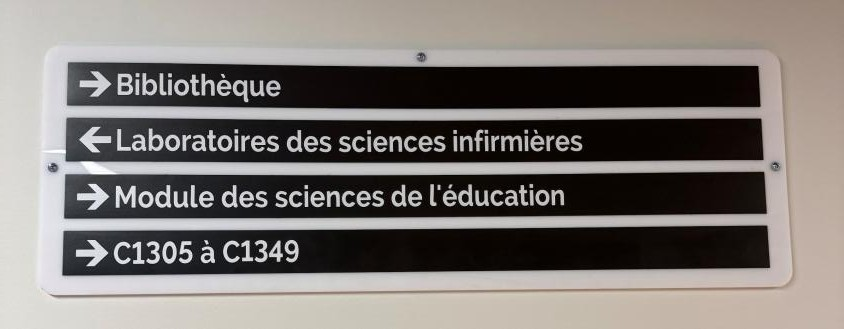 → Bibliothèque
← Laboratoires des sciences infirmières
→ Module des sciences de l'éducation
→ C1305 à C1349